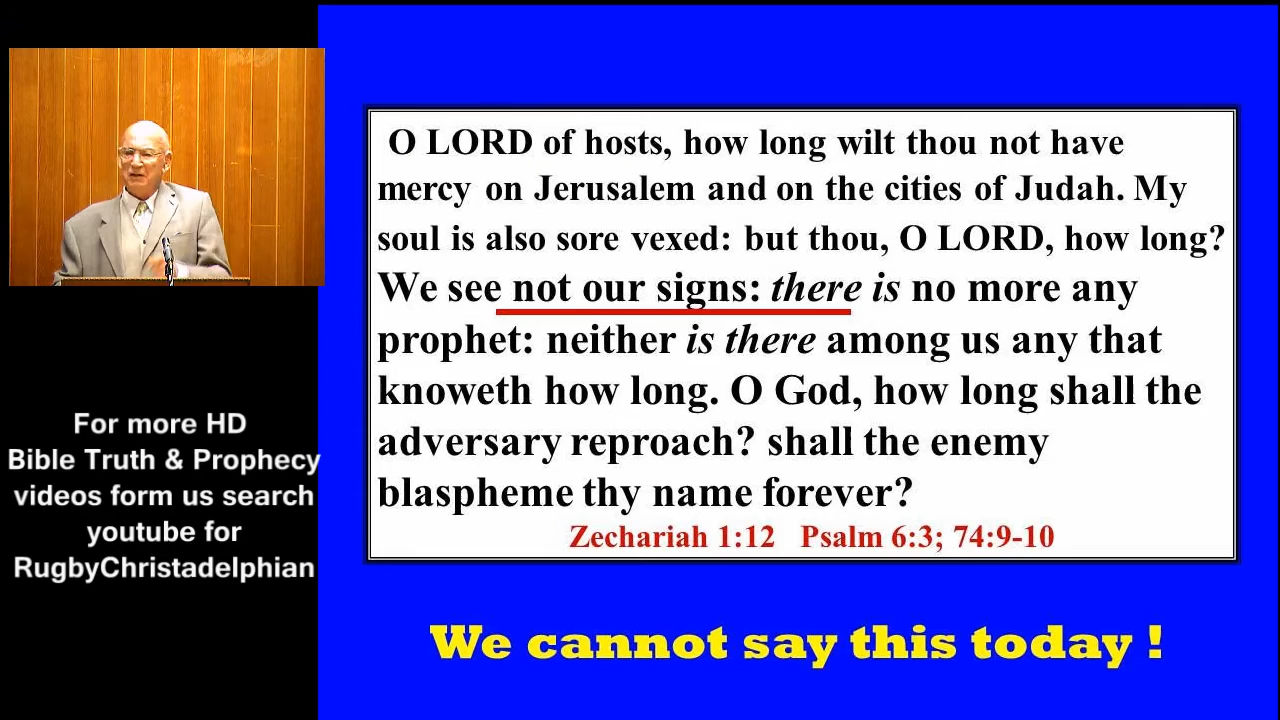 O LORD of hosts, how long wilt thou not have
mercy on Jerusalem and on the cities of Judah. My
soul is also sore vexed: but thou, O LORD, how long?
We see not our signs: there is no more any
prophet: neither is there among us any that
knoweth how long. O God, how long shall the
adversary reproach? shall the enemy
blaspheme thy name forever?
Zechariah 1:12 Psalm 6:3; 74:9-10
We cannot say this today !
For more HD
Bible Truth & Prophecy
videos form us search
youtube for
RugbyChristadelphian